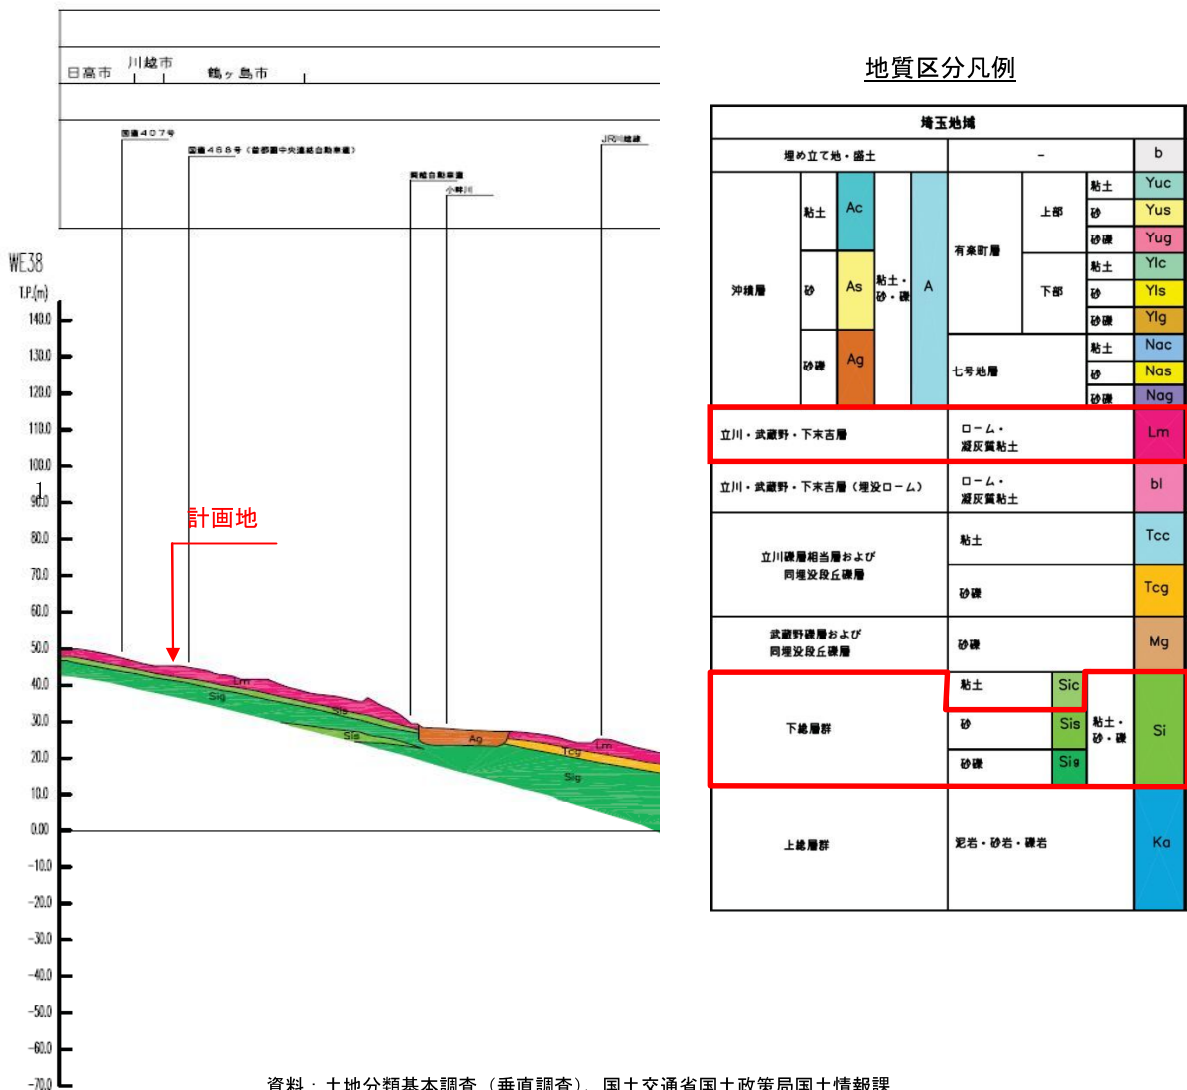 日高市
川越市
鶴ヶ島市
国道407号
国道468号(首都圏中央連絡自動車道)
関越自動車道
小畔川
JR川越線
WE38
T.P.(m)
140.0
130.0
120.0
110.0
100.0
1
90.0
80.0
70.0
60.0
50.0
40.0
30.0
20.0
10.0
0.00
-10.0
-20.0
-30.0
-40.0
-50.0
-60.0
-70.0
計画地
Lm
Sig
Sis
Sis
Ag
Tcg
Lm
Sig
地質区分凡例
埼玉地域
埋め立て地・盛土 - b
沖積層
粘土 Ac
砂 As
砂礫 Ag
粘土・
砂・礫
A
有楽町層
上部
粘土 Yuc
砂 Yus
砂礫 Yug
下部
粘土 Ylc
砂 Yls
砂礫 Ylg
七号地層
粘土 Nac
砂 Nas
砂礫 Nag
立川・武蔵野・下末吉層
ローム・
凝灰質粘土
Lm
立川・武蔵野・下末吉層(埋没ローム)
ローム・
凝灰質粘土
bl
立川礫層相当層および
同埋没段丘礫層
粘土 Tcc
砂礫 Tcg
武蔵野礫層および
同埋没段丘礫層
砂礫 Mg
下総層群
粘土 Sic
砂 Sis
砂礫 Sig
粘土・
砂・礫
Si
上総層群
泥岩・砂岩・礫岩 Ka
資料:土地分類基本調査(垂直調査)、国土交通省国土政策局国土情報課